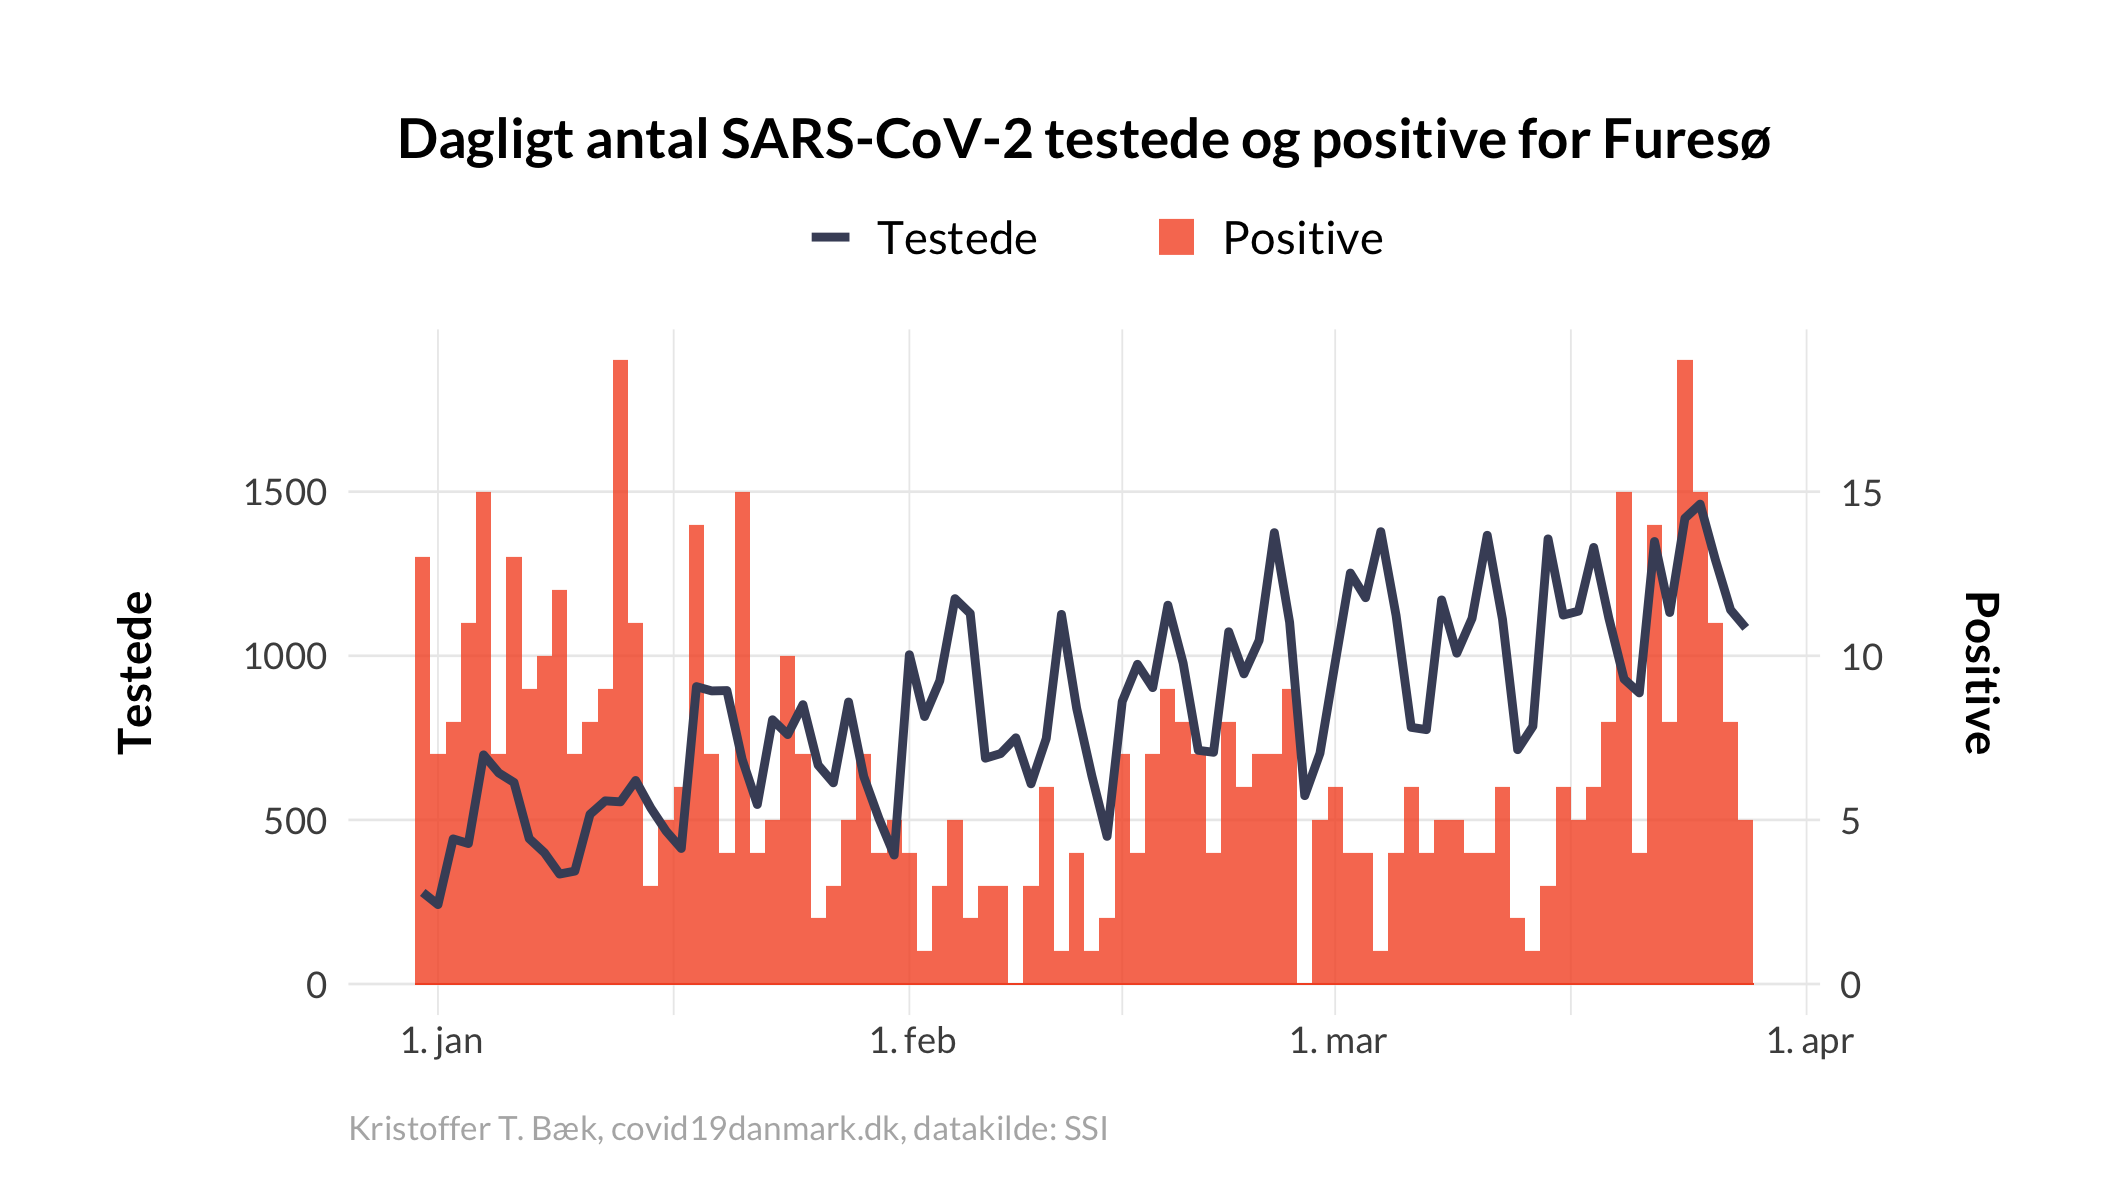 Dagligt antal SARS-CoV-2 testede og positive for Furesø
Testede
Positive
1500
1000
500
0
Testede
15
10
5
0
Positive
1. jan
1. feb
1. mar
1. apr
Kristoffer T. Bæk, covid19danmark.dk, datakilde: SSI